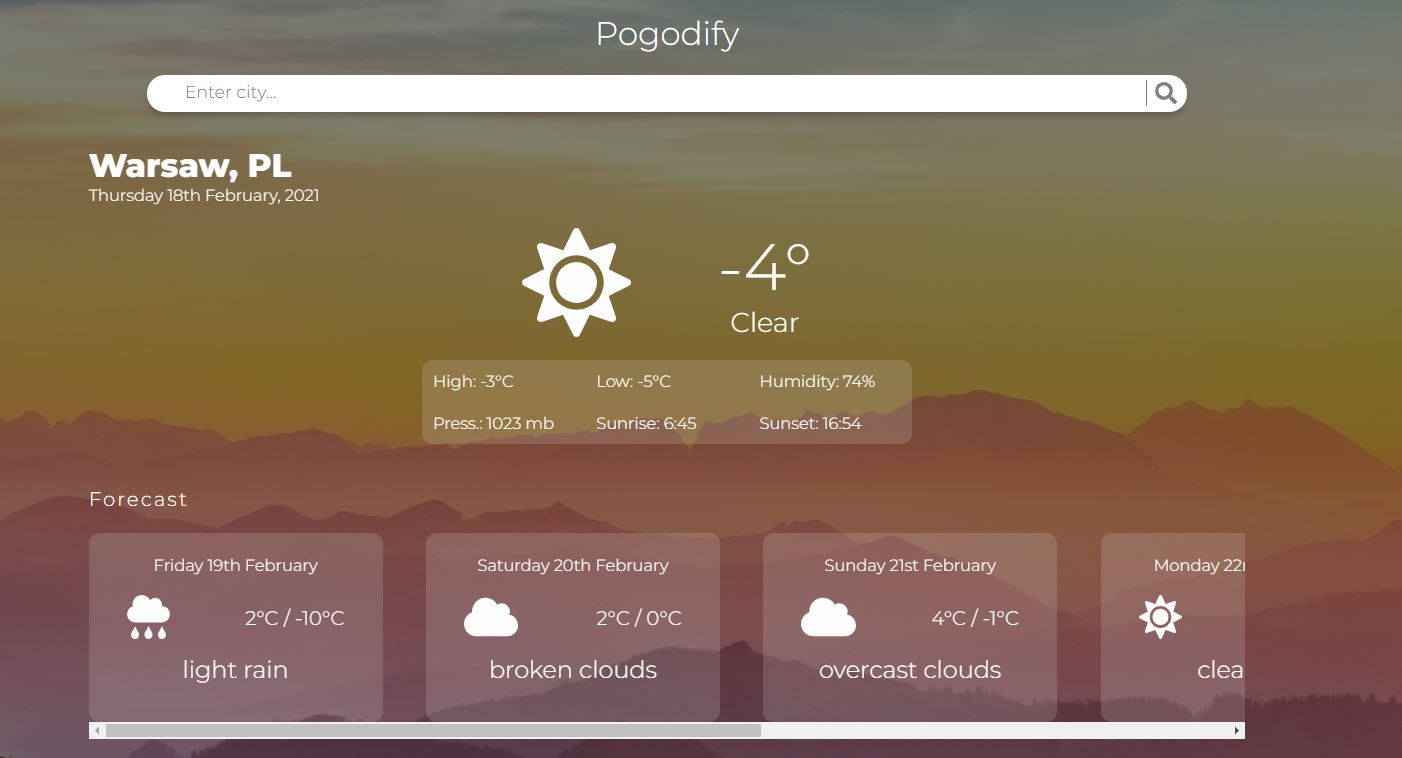 Pogodify
Enter city...
Warsaw, PL
Thursday 18th February, 2021
-4°
Clear
High: -3°C Low: -5°C Humidity: 74%
Press.: 1023 mb Sunrise: 6:45 Sunset: 16:54
Forecast
Friday 19th February
2°C / -10°C
light rain
Saturday 20th February
2°C / 0°C
broken clouds
Sunday 21st February
4°C / -1°C
overcast clouds
Monday 22
clea